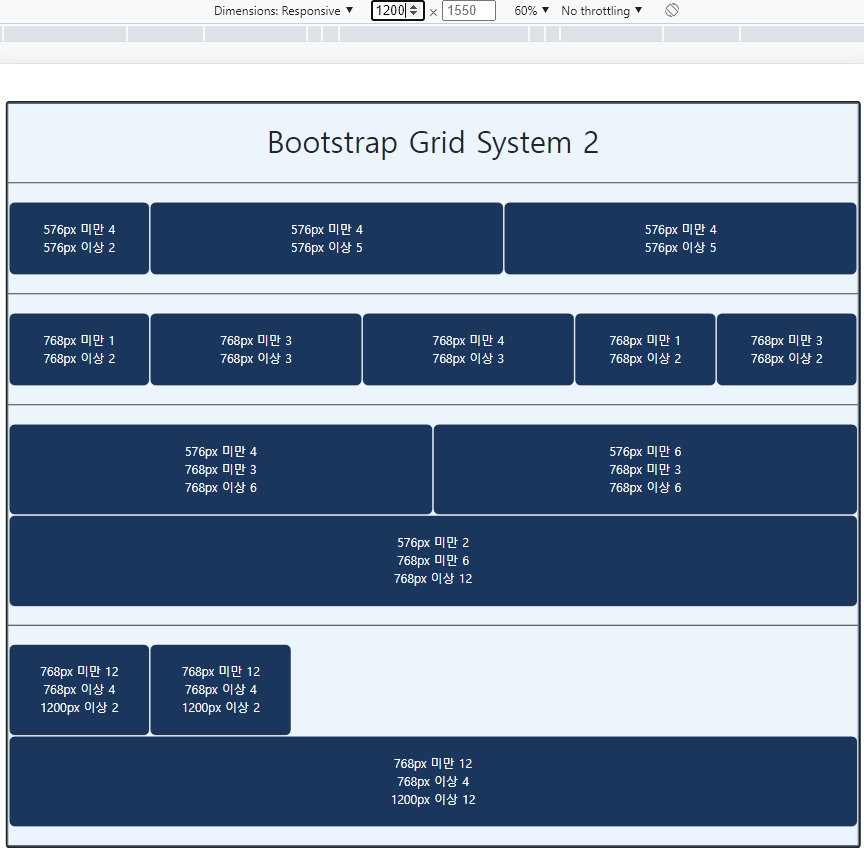 Dimensions: Responsive ▼ 1200 × 1550 60% ▼ No throttling ▼
Bootstrap Grid System 2
576px 미만 4
576px 이상 2
576px 미만 4
576px 이상 5
576px 미만 4
576px 이상 5
768px 미만 1
768px 이상 2
768px 미만 3
768px 이상 3
768px 미만 4
768px 이상 3
768px 미만 1
768px 이상 2
768px 미만 3
768px 이상 2
576px 미만 4
768px 미만 3
768px 이상 6
576px 미만 6
768px 미만 3
768px 이상 6
576px 미만 2
768px 미만 6
768px 이상 12
768px 미만 12
768px 이상 4
1200px 이상 2
768px 미만 12
768px 이상 4
1200px 이상 2
768px 미만 12
768px 이상 4
1200px 이상 12